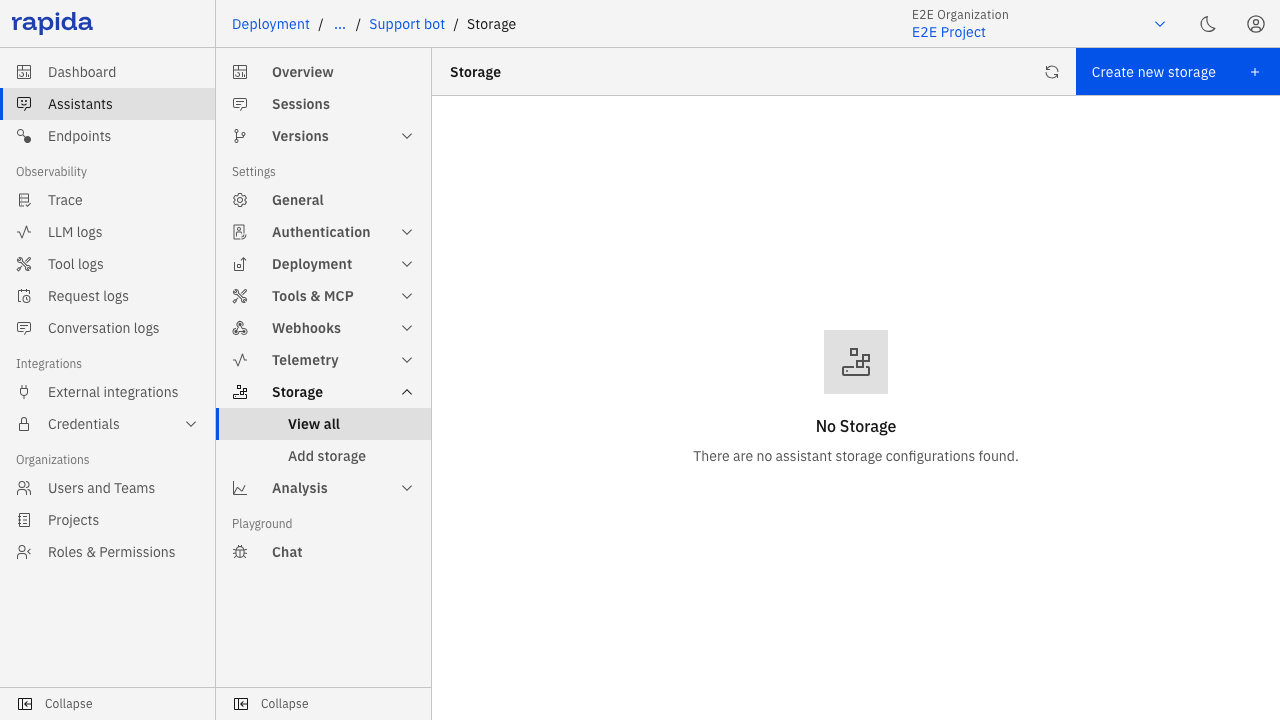 rapida
Deployment / ... / Support bot / Storage
E2E Organization
E2E Project
Dashboard
Assistants
Endpoints
Observability
Trace
LLM logs
Tool logs
Request logs
Conversation logs
Integrations
External integrations
Credentials
Organizations
Users and Teams
Projects
Roles & Permissions
Collapse
Overview
Sessions
Versions
Settings
General
Authentication
Deployment
Tools & MCP
Webhooks
Telemetry
Storage
View all
Add storage
Analysis
Playground
Chat
Collapse
Storage
Create new storage +
No Storage
There are no assistant storage configurations found.